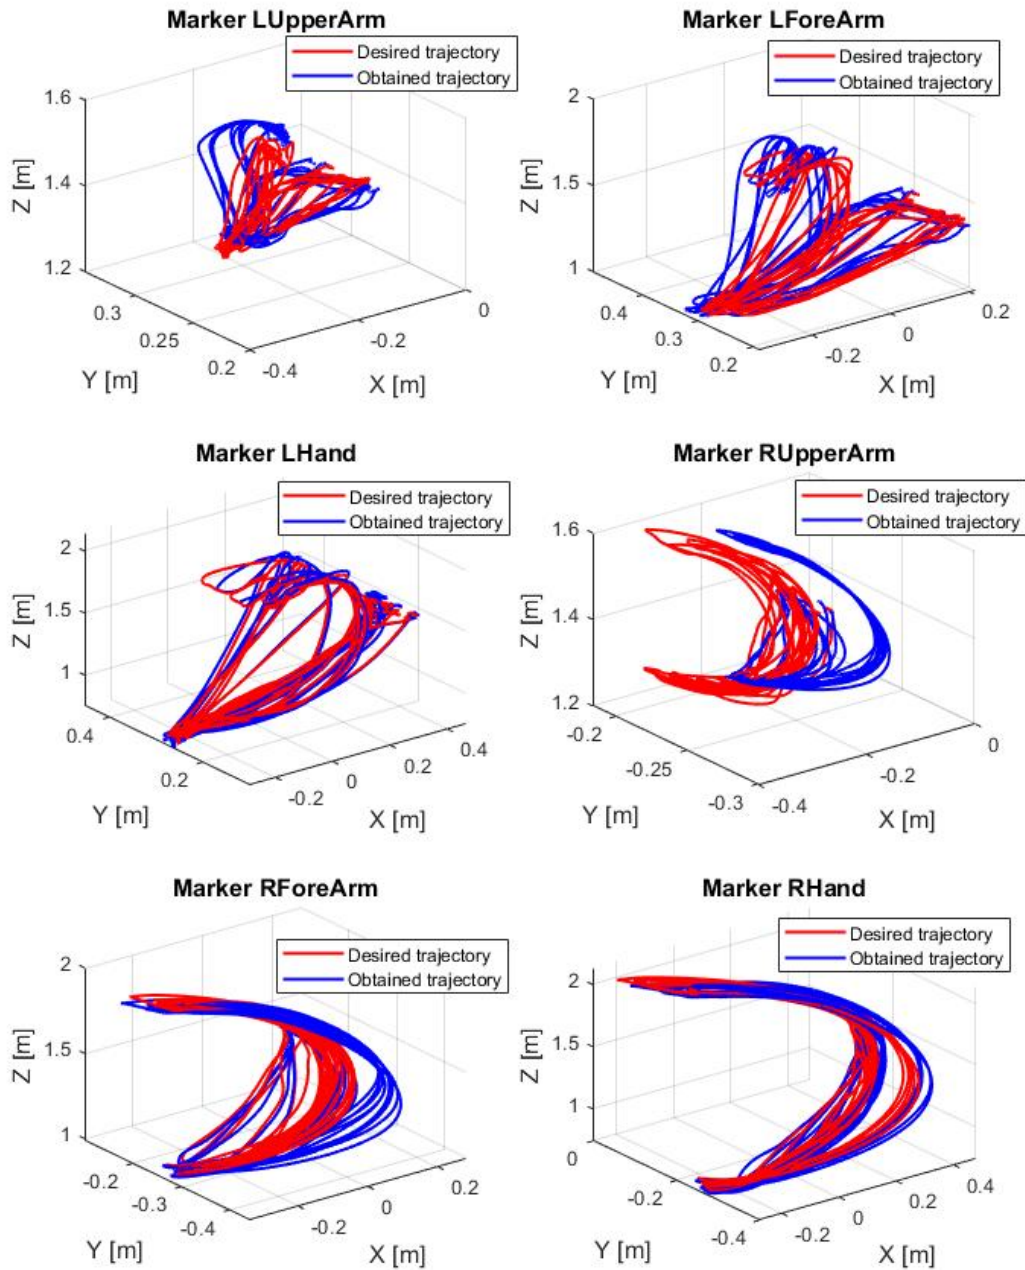 Marker LUpperArm
Desired trajectory
Obtained trajectory
1.6
1.4
1.2
Z [m]
0.3
0.25
0.2
Y [m]
-0.4
-0.2
0
X [m]
Marker LForeArm
Desired trajectory
Obtained trajectory
2
1.5
1
Z [m]
0.4
0.3
0.2
Y [m]
-0.2
0
0.2
X [m]
Marker LHand
Desired trajectory
Obtained trajectory
2
1.5
1
Z [m]
0.4
0.2
Y [m]
-0.2
0
0.2
0.4
X [m]
Marker RUpperArm
Desired trajectory
Obtained trajectory
1.6
1.4
1.2
Z [m]
-0.2
-0.25
-0.3
Y [m]
-0.4
-0.2
0
X [m]
Marker RForeArm
Desired trajectory
Obtained trajectory
2
1.5
1
Z [m]
-0.2
-0.3
-0.4
Y [m]
-0.2
0
0.2
X [m]
Marker RHand
Desired trajectory
Obtained trajectory
2
1.5
1
Z [m]
0
-0.2
-0.4
Y [m]
-0.2
0
0.2
0.4
X [m]